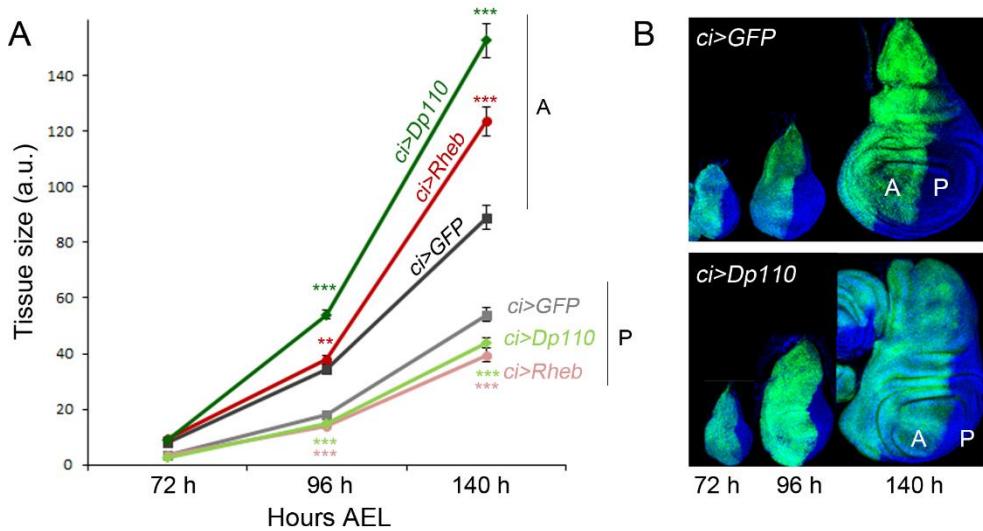 A
Tissue size (a.u.)
140
120
100
80
60
40
20
0
72 h
96 h
140 h
Hours AEL
***
ci>Dp110
***
ci>Rheb
ci>GFP
A
***
**
ci>GFP
ci>Dp110
ci>Rheb
P
***
***
***
***
B
ci>GFP
A P
ci>Dp110
A P
72 h 96 h 140 h